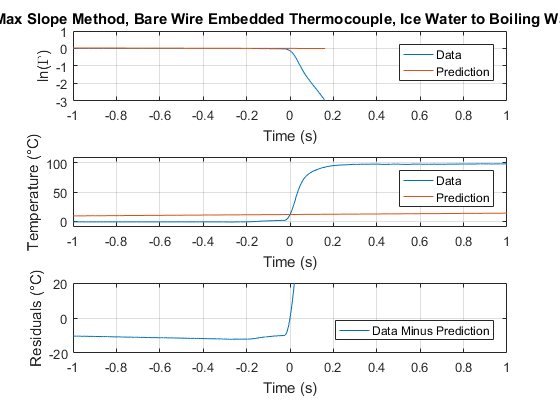 Max Slope Method, Bare Wire Embedded Thermocouple, Ice Water to Boiling W
1
0
-1
-2
-3
ln(Γ)
Data
Prediction
-1 -0.8 -0.6 -0.4 -0.2 0 0.2 0.4 0.6 0.8 1
Time (s)
100
50
0
Temperature (°C)
Data
Prediction
-1 -0.8 -0.6 -0.4 -0.2 0 0.2 0.4 0.6 0.8 1
Time (s)
20
0
-20
Residuals (°C)
Data Minus Prediction
-1 -0.8 -0.6 -0.4 -0.2 0 0.2 0.4 0.6 0.8 1
Time (s)